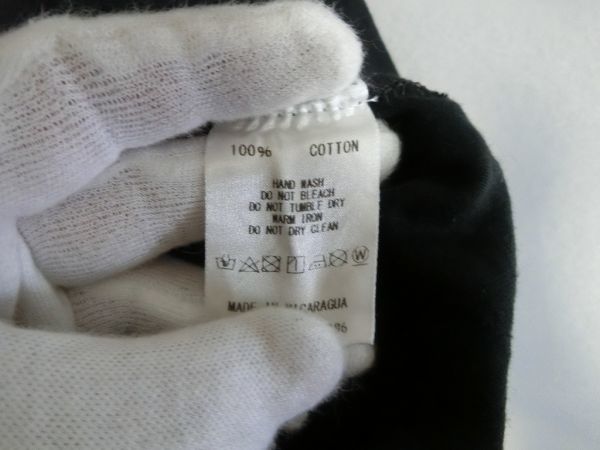 100% COTTON
HAND WASH
DO NOT BLEACH
DO NOT TUMBLE DRY
WARM IRON
DO NOT DRY CLEAN
W
MADE IN NICARAGUA